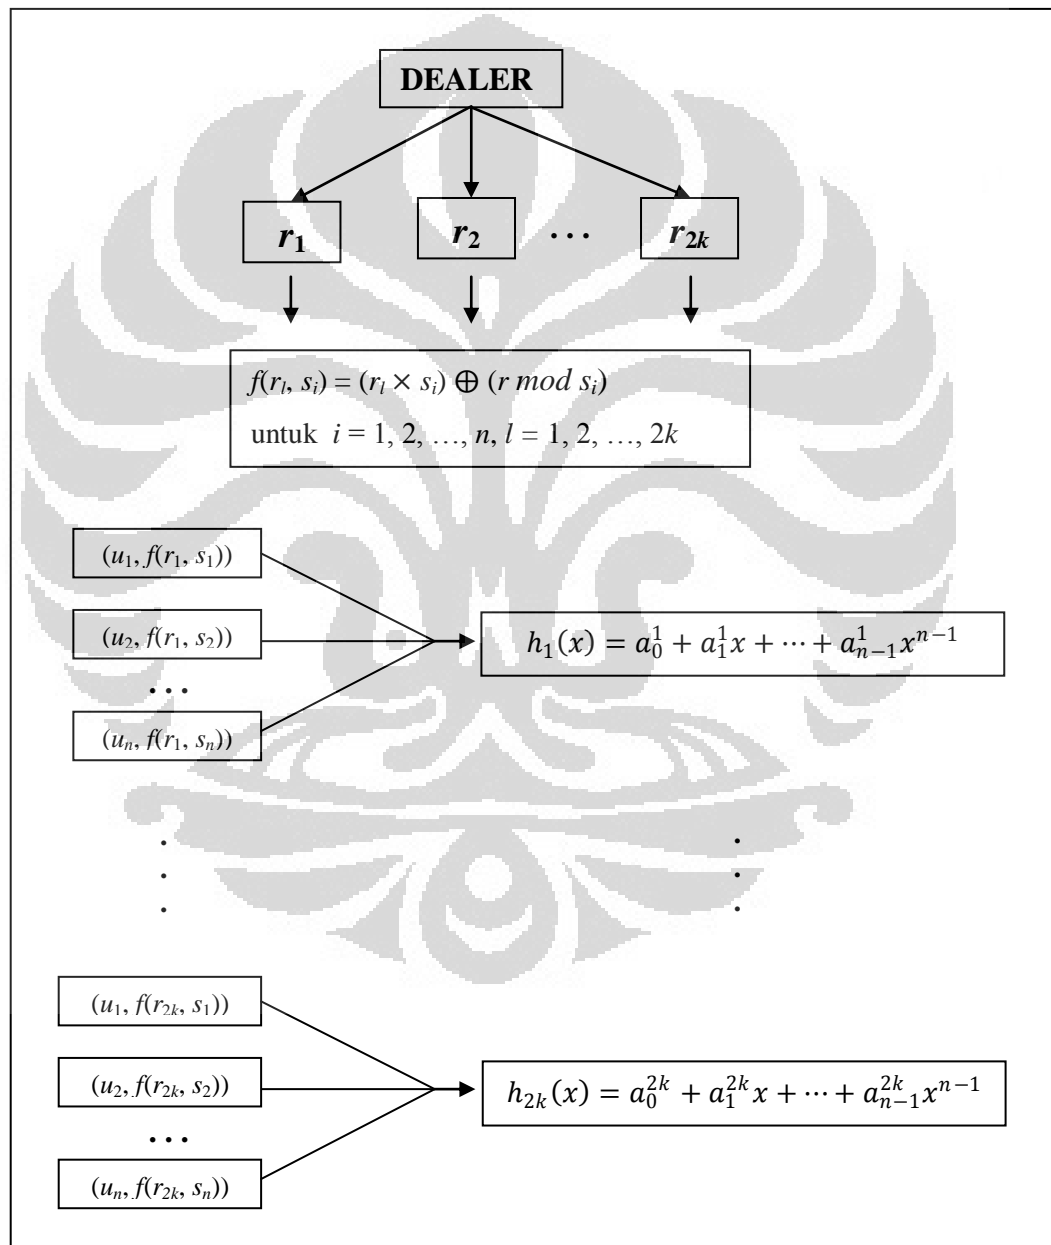 DEALER
r₁ r₂ ... r₂ₖ
f(rₗ, sᵢ) = (rₗ × sᵢ) ⊕ (r mod sᵢ)
untuk i = 1, 2, …, n, l = 1, 2, …, 2k
(u₁, f(r₁, s₁))
(u₂, f(r₁, s₂))
...
(uₙ, f(r₁, sₙ))
h₁(x) = a₀¹ + a₁¹x + ⋯ + aₙ₋₁¹xⁿ⁻¹
. .
. .
. .
(u₁, f(r₂ₖ, s₁))
(u₂, f(r₂ₖ, s₂))
...
(uₙ, f(r₂ₖ, sₙ))
h₂ₖ(x) = a₀²ᵏ + a₁²ᵏx + ⋯ + aₙ₋₁²ᵏxⁿ⁻¹